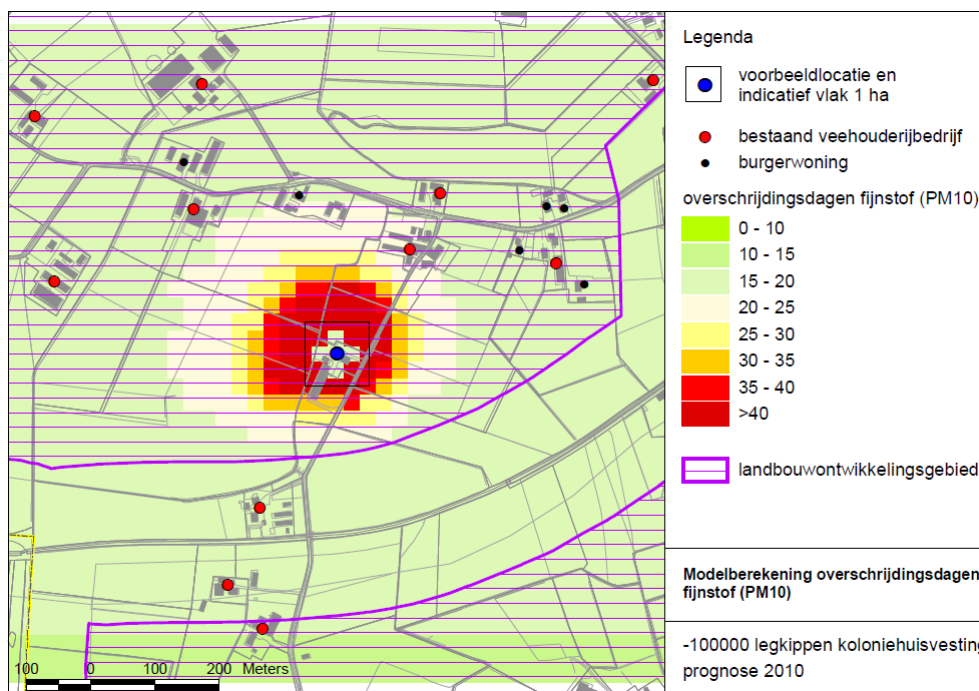 Legenda
voorbeeldlocatie en
indicatief vlak 1 ha
bestaand veehouderijbedrijf
burgerwoning
overschrijdingsdagen fijnstof (PM10)
0 - 10
10 - 15
15 - 20
20 - 25
25 - 30
30 - 35
35 - 40
>40
landbouwontwikkelingsgebied
Modelberekening overschrijdingsdagen
fijnstof (PM10)
-100000 legkippen koloniehuisvesting
prognose 2010
100 0 100 200 Meters